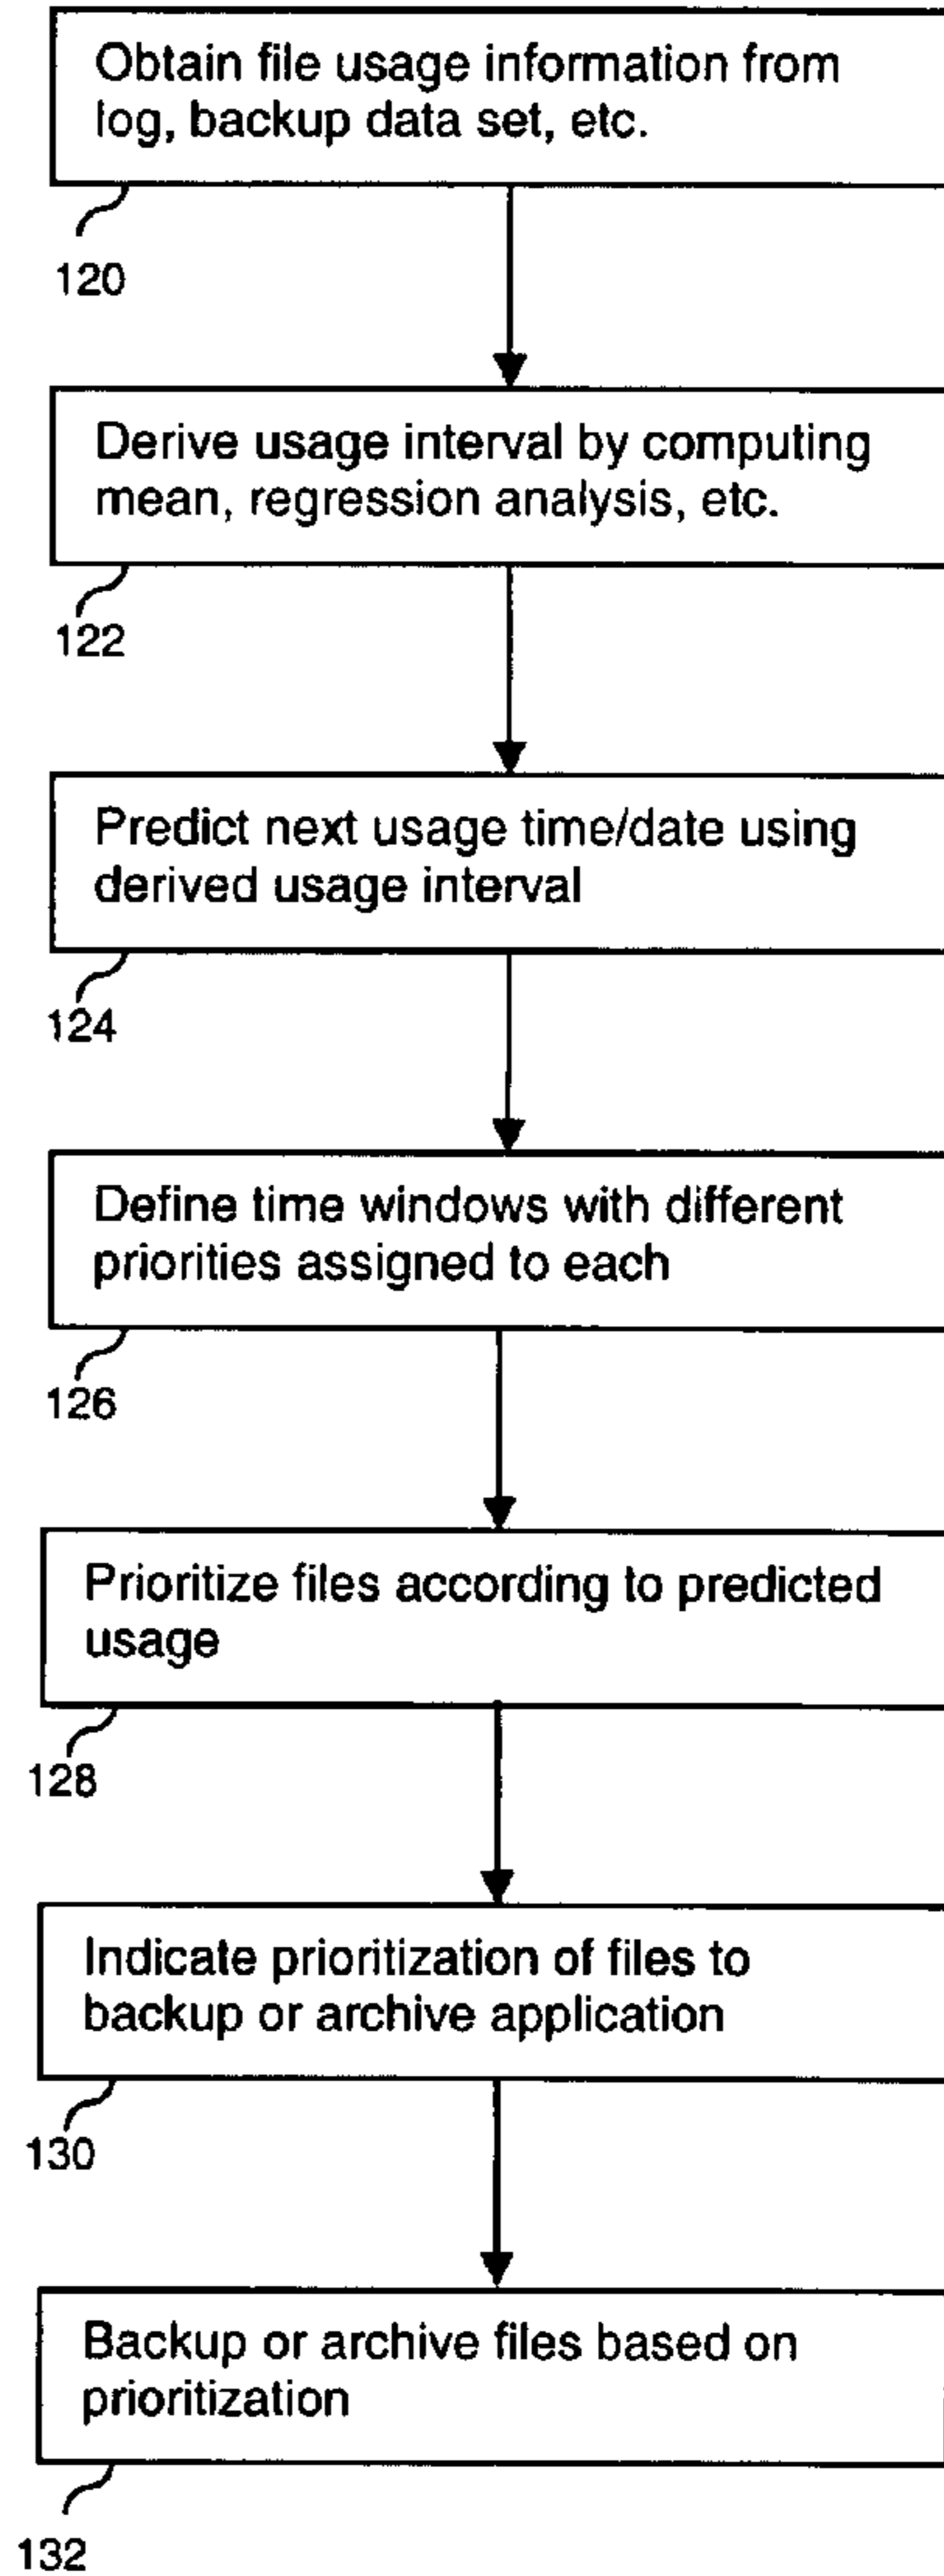 Obtain file usage information from
log, backup data set, etc.
120
Derive usage interval by computing
mean, regression analysis, etc.
122
Predict next usage time/date using
derived usage interval
124
Define time windows with different
priorities assigned to each
126
Prioritize files according to predicted
usage
128
Indicate prioritization of files to
backup or archive application
130
Backup or archive files based on
prioritization
132